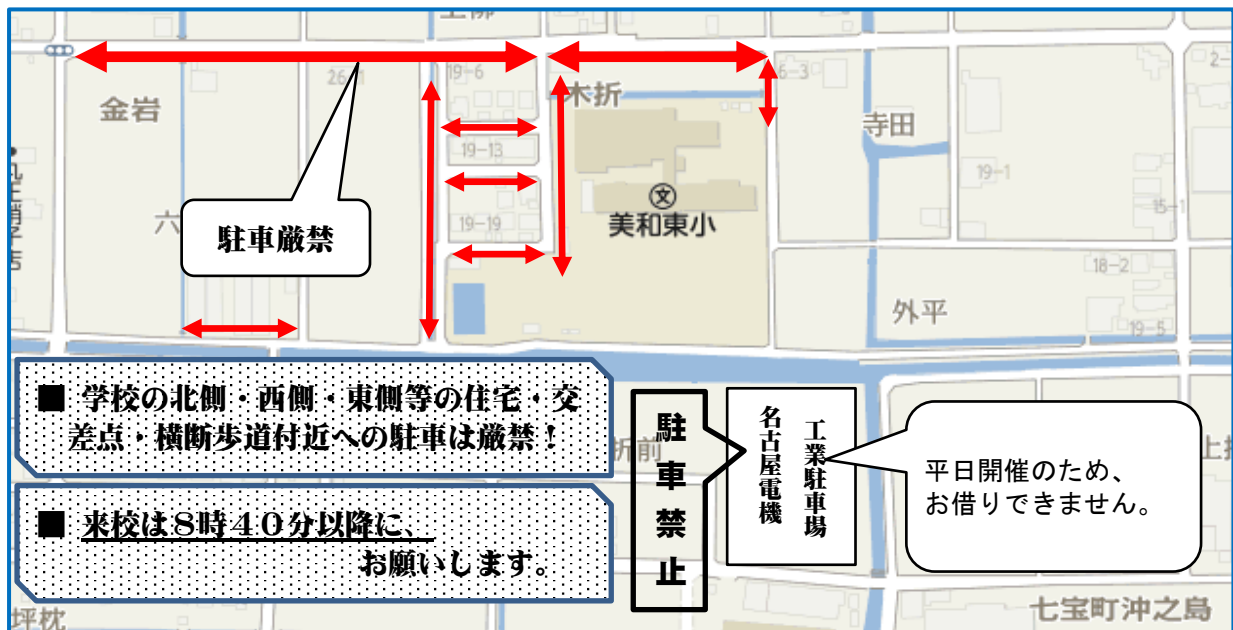 金岩
26
19-6
木折
6-3
2-
寺田
19-13
19-1
文
美和東小
六
駐車厳禁
19-19
15-1
18-2
外平
19-5
■ 学校の北側・西側・東側等の住宅・交
差点・横断歩道付近への駐車は厳禁!
■ 来校は8時40分以降に、
お願いします。
折前
駐車禁止
工業駐車場
名古屋電機
平日開催のため、
お借りできません。
上
坪枕
七宝町沖之島